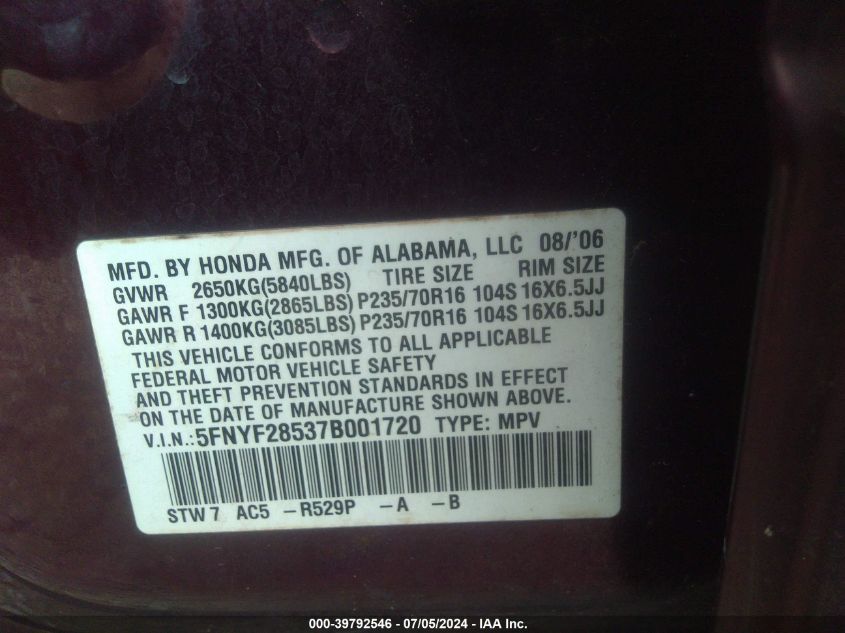 MFD. BY HONDA MFG. OF ALABAMA, LLC 08/'06
GVWR 2650KG(5840LBS) TIRE SIZE RIM SIZE
GAWR F 1300KG(2865LBS) P235/70R16 104S 16X6.5JJ
GAWR R 1400KG(3085LBS) P235/70R16 104S 16X6.5JJ
THIS VEHICLE CONFORMS TO ALL APPLICABLE
FEDERAL MOTOR VEHICLE SAFETY
AND THEFT PREVENTION STANDARDS IN EFFECT
ON THE DATE OF MANUFACTURE SHOWN ABOVE.
V.I.N.:5FNYF28537B001720 TYPE: MPV
STW7 AC5 -R529P -A -B
000-39792546 - 07/05/2024 - IAA Inc.